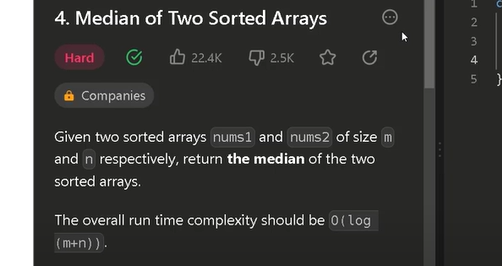 4. Median of Two Sorted Arrays
Hard
22.4K
2.5K
Companies
Given two sorted arrays nums1 and nums2 of size m
and n respectively, return the median of the two
sorted arrays.
The overall run time complexity should be O(log
(m+n)).
1
2
3
4
5 }